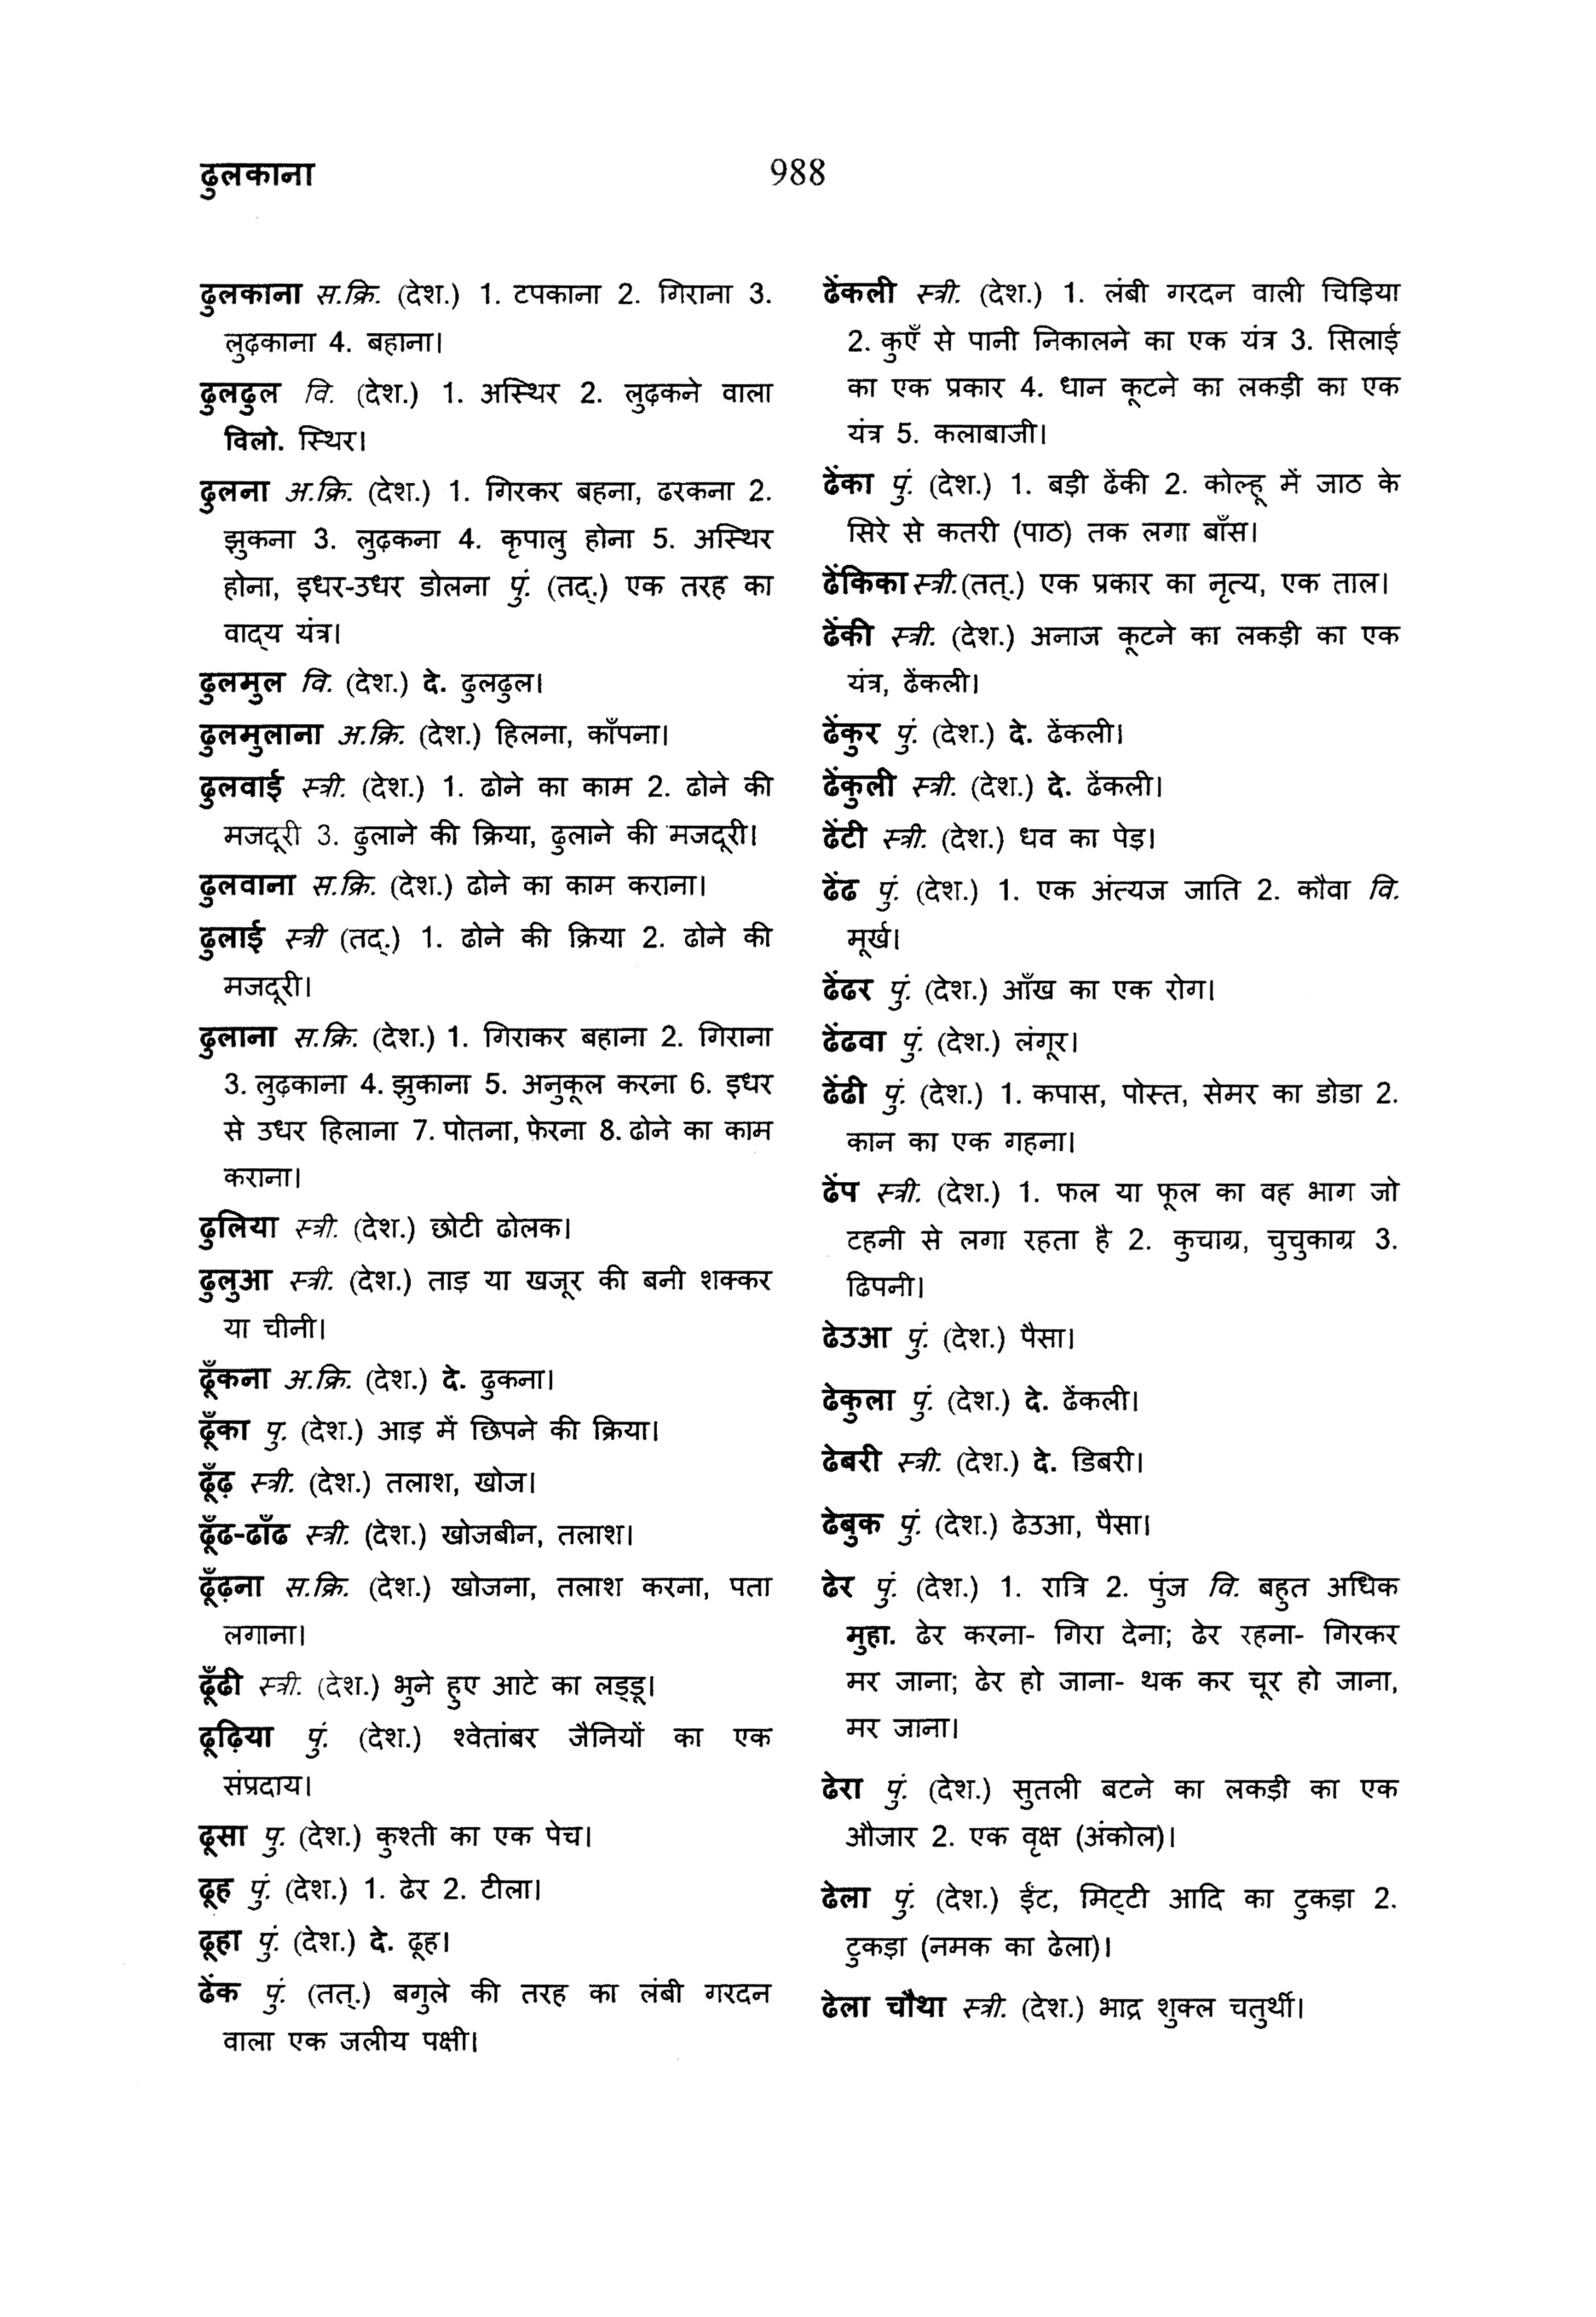 ढुलकाना
988
ढुलकाना स.क्रि. (देश.) 1. टपकाना 2. गिराना 3.
लुढ़काना 4. बहाना।
ढुलढुल वि. (देश.) 1. अस्थिर 2. लुढ़कने वाला
विलो. स्थिर।
ढुलना अ.क्रि. (देश.) 1. गिरकर बहना, ढरकना 2.
झुकना 3. लुढ़कना 4. कृपालु होना 5. अस्थिर
होना, इधर-उधर डोलना पुं. (तद्.) एक तरह का
वाद्‌य यंत्र।
ढुलमुल वि. (देश.) दे. ढुलढुल।
ढुलमुलाना अ.क्रि. (देश.) हिलना, काँपना।
ढुलवाई स्त्री. (देश.) 1. ढोने का काम 2. ढोने की
मजदूरी 3. ढुलाने की क्रिया, ढुलाने की मजदूरी।
ढुलवाना स.क्रि. (देश.) ढोने का काम कराना।
ढुलाई स्त्री (तद्.) 1. ढोने की क्रिया 2. ढोने की
मजदूरी।
ढुलाना स.क्रि. (देश.) 1. गिराकर बहाना 2. गिराना
3. लुढ़काना 4. झुकाना 5. अनुकूल करना 6. इधर
से उधर हिलाना 7. पोतना, फेरना 8. ढोने का काम
कराना।
ढुलिया स्त्री. (देश.) छोटी ढोलक।
ढुलुआ स्त्री. (देश.) ताड़ या खजूर की बनी शक्कर
या चीनी।
ढूँकना अ.क्रि. (देश.) दे. ढुकना।
ढूँका पु. (देश.) आड़ में छिपने की क्रिया।
ढूँढ़ स्त्री. (देश.) तलाश, खोज।
ढूँढ-ढाँढ स्त्री. (देश.) खोजबीन, तलाश।
ढूँढ़ना स.क्रि. (देश.) खोजना, तलाश करना, पता
लगाना।
ढूँढी स्त्री. (देश.) भुने हुए आटे का लड्‌डू।
ढूढ़िया पुं. (देश.) श्वेतांबर जैनियों का एक
संप्रदाय।
ढूसा पु. (देश.) कुश्ती का एक पेच।
ढूह पुं. (देश.) 1. ढेर 2. टीला।
ढूहा पुं. (देश.) दे. ढूह।
ढेंक पुं. (तत्.) बगुले की तरह का लंबी गरदन
वाला एक जलीय पक्षी।
ढेंकली स्त्री. (देश.) 1. लंबी गरदन वाली चिड़िया
2. कुएँ से पानी निकालने का एक यंत्र 3. सिलाई
का एक प्रकार 4. धान कूटने का लकड़ी का एक
यंत्र 5. कलाबाजी।
ढेंका पुं. (देश.) 1. बड़ी ढेंकी 2. कोल्हू में जाठ के
सिरे से कतरी (पाठ) तक लगा बाँस।
ढेंकिका स्त्री.(तत्.) एक प्रकार का नृत्य, एक ताल।
ढेंकी स्त्री. (देश.) अनाज कूटने का लकड़ी का एक
यंत्र, ढेंकली।
ढेंकुर पुं. (देश.) दे. ढेंकली।
ढेंकुली स्त्री. (देश.) दे. ढेंकली।
ढेंटी स्त्री. (देश.) धव का पेड़।
ढेंढ पुं. (देश.) 1. एक अंत्यज जाति 2. कौवा वि.
मूर्ख।
ढेंढर पुं. (देश.) आँख का एक रोग।
ढेंढवा पुं. (देश.) लंगूर।
ढेंढी पुं. (देश.) 1. कपास, पोस्त, सेमर का डोडा 2.
कान का एक गहना।
ढेंप स्त्री. (देश.) 1. फल या फूल का वह भाग जो
टहनी से लगा रहता है 2. कुचाग्र, चुचुकाग्र 3.
ढिपनी।
ढेउआ पुं. (देश.) पैसा।
ढेकुला पुं. (देश.) दे. ढेंकली।
ढेबरी स्त्री. (देश.) दे. डिबरी।
ढेबुक पुं. (देश.) ढेउआ, पैसा।
ढेर पुं. (देश.) 1. रात्रि 2. पुंज वि. बहुत अधिक
मुहा. ढेर करना- गिरा देना; ढेर रहना- गिरकर
मर जाना; ढेर हो जाना- थक कर चूर हो जाना,
मर जाना।
ढेरा पुं. (देश.) सुतली बटने का लकड़ी का एक
औजार 2. एक वृक्ष (अंकोल)।
ढेला पुं. (देश.) ईंट, मिट्‌टी आदि का टुकड़ा 2.
टुकड़ा (नमक का ढेला)।
ढेला चौथा स्त्री. (देश.) भाद्र शुक्ल चतुर्थी।